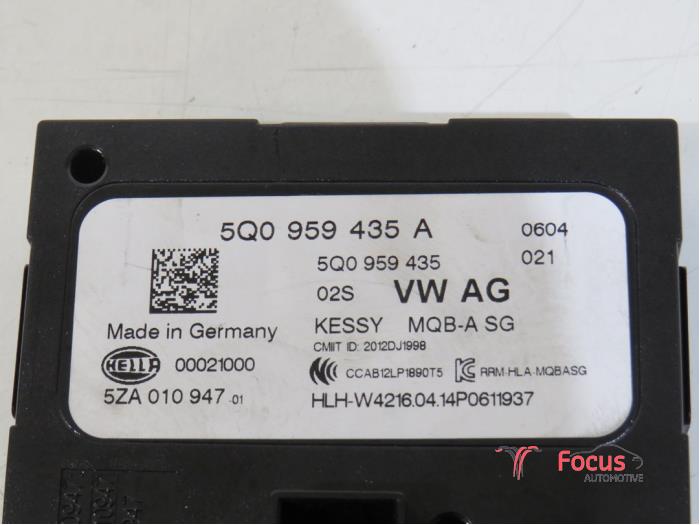 5Q0 959 435 A 0604
5Q0 959 435 021
02S VW AG
Made in Germany KESSY MQB-A SG
CMIIT ID: 2012DJ1998
HELLA 00021000 CCAB12LP1890T5 RRM-HLA-MQBASG
5ZA 010 947 -01 HLH-W4216.04.14P0611937
Focus
AUTOMOTIVE